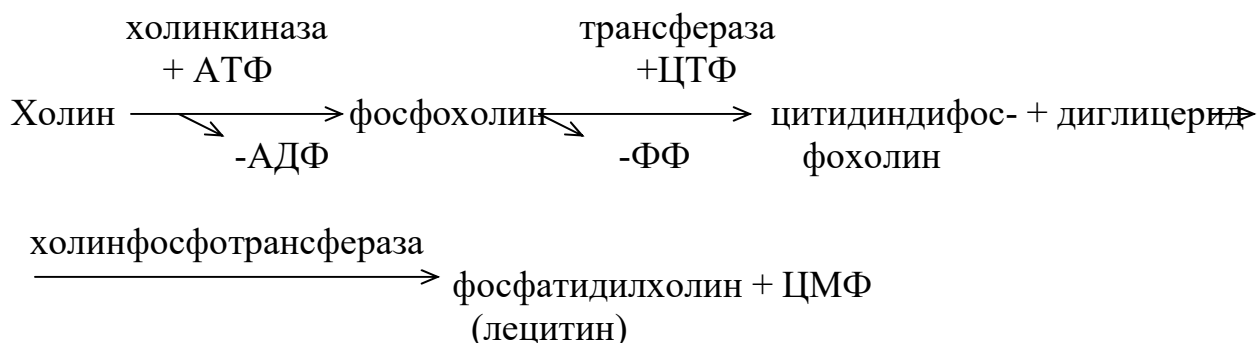 холинкиназа трансфераза
+ АТФ +ЦТФ
Холин фосфохолин цитидиндифос- + диглицерид
-АДФ -ФФ фохолин
холинфосфотрансфераза
фосфатидилхолин + ЦМФ
(лецитин)